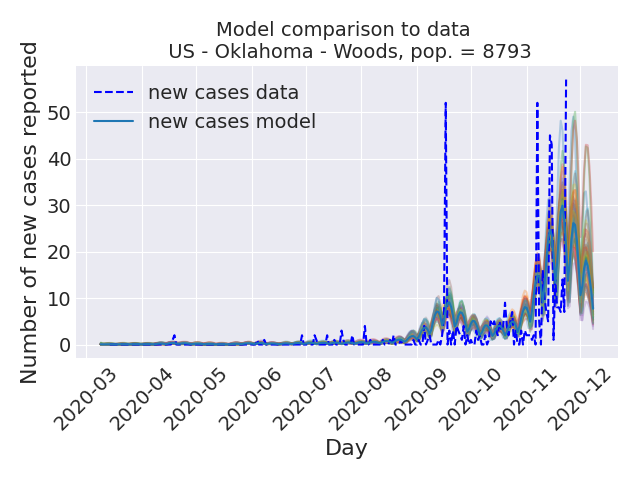 Model comparison to data
US - Oklahoma - Woods, pop. = 8793
Number of new cases reported
50
40
30
20
10
0
new cases data
new cases model
2020-03
2020-04
2020-05
2020-06
2020-07
2020-08
2020-09
2020-10
2020-11
2020-12
Day